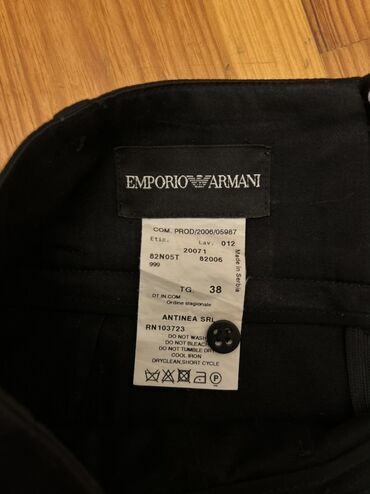 EMPORIO ARMANI
COM. PROD/2006/05987
Etim. Lav. 012
20071
82N05T 82006
999
Made in Serbia
TG. 38
DT.IN.COM
Ordine stagionale
ANTINEA SRL
RN103723
DO NOT WASH
DO NOT BLEACH
DO NOT TUMBLE DRY
COOL IRON
DRYCLEAN,SHORT CYCLE
P